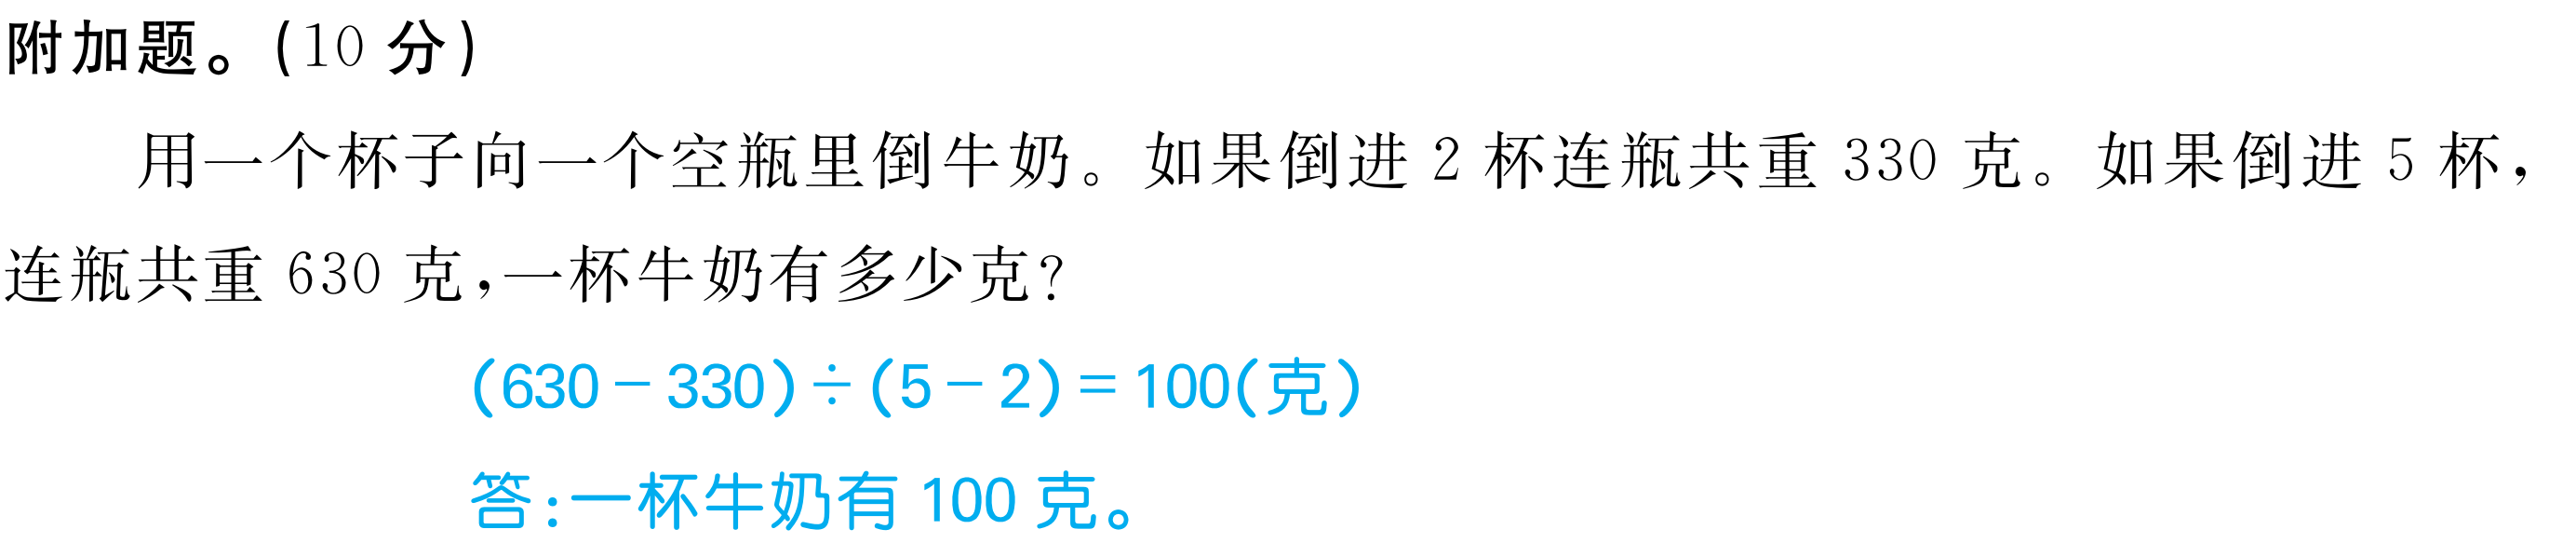 附加题。(10 分)
用一个杯子向一个空瓶里倒牛奶。如果倒进 2 杯连瓶共重 330 克。如果倒进 5 杯,
连瓶共重 630 克,一杯牛奶有多少克?
(630－330)÷(5－2)＝100(克)
答:一杯牛奶有 100 克。